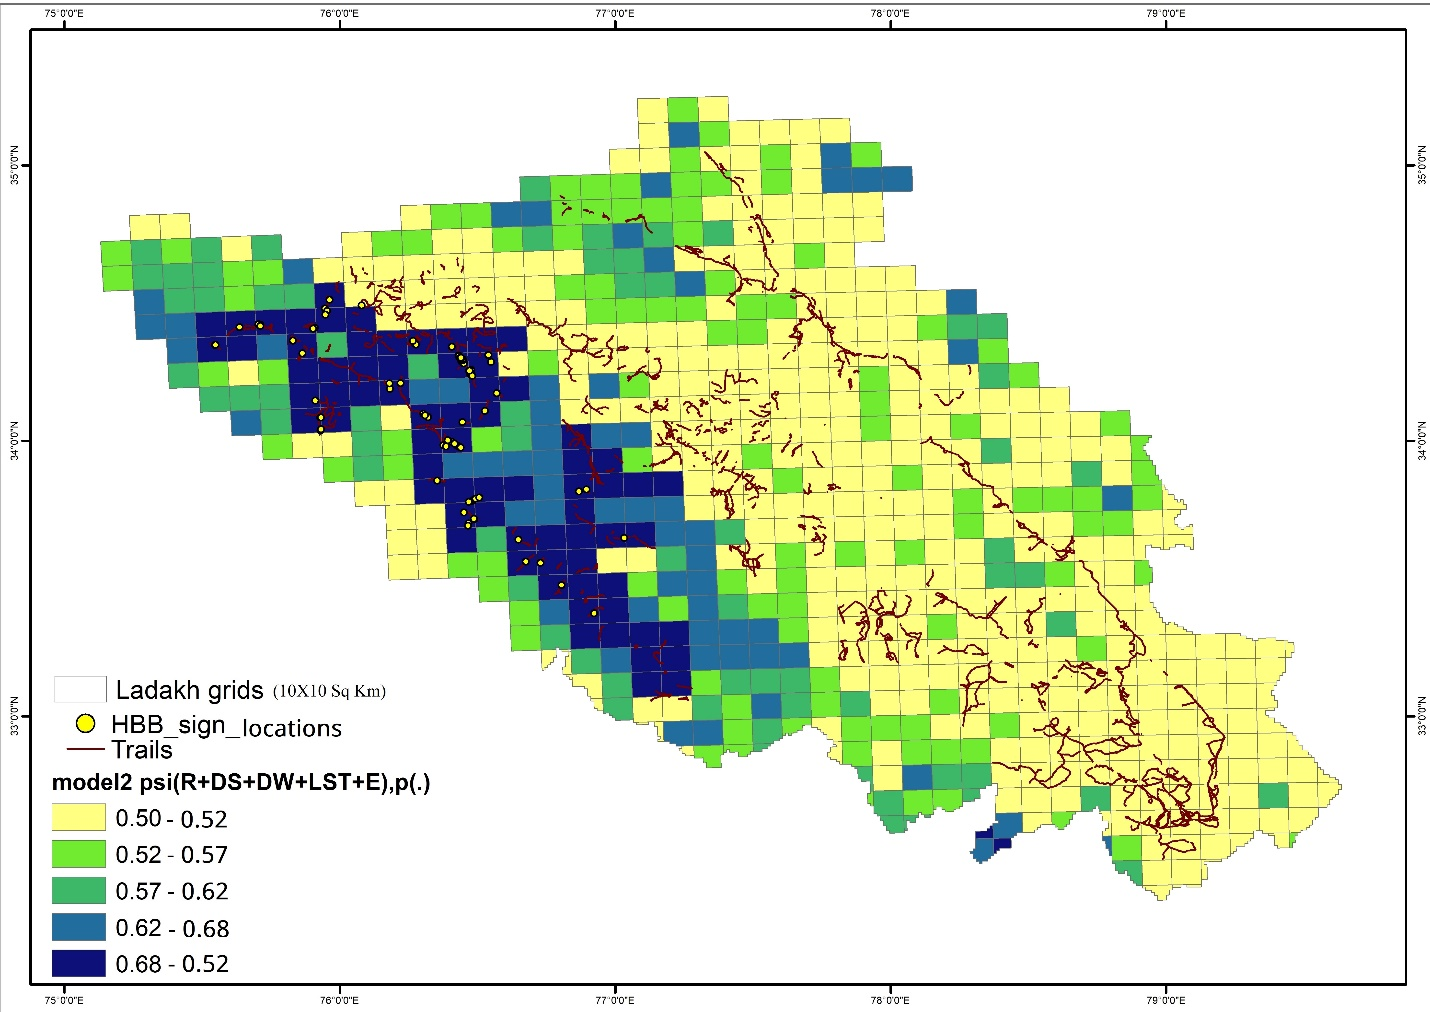 75°0'0"E 76°0'0"E 77°0'0"E 78°0'0"E 79°0'0"E
35°0'0"N 35°0'0"N
34°0'0"N 34°0'0"N
33°0'0"N 33°0'0"N
Ladakh grids (10X10 Sq Km)
HBB_sign_locations
Trails
model2 psi(R+DS+DW+LST+E),p(.)
0.50 - 0.52
0.52 - 0.57
0.57 - 0.62
0.62 - 0.68
0.68 - 0.52
75°0'0"E 76°0'0"E 77°0'0"E 78°0'0"E 79°0'0"E